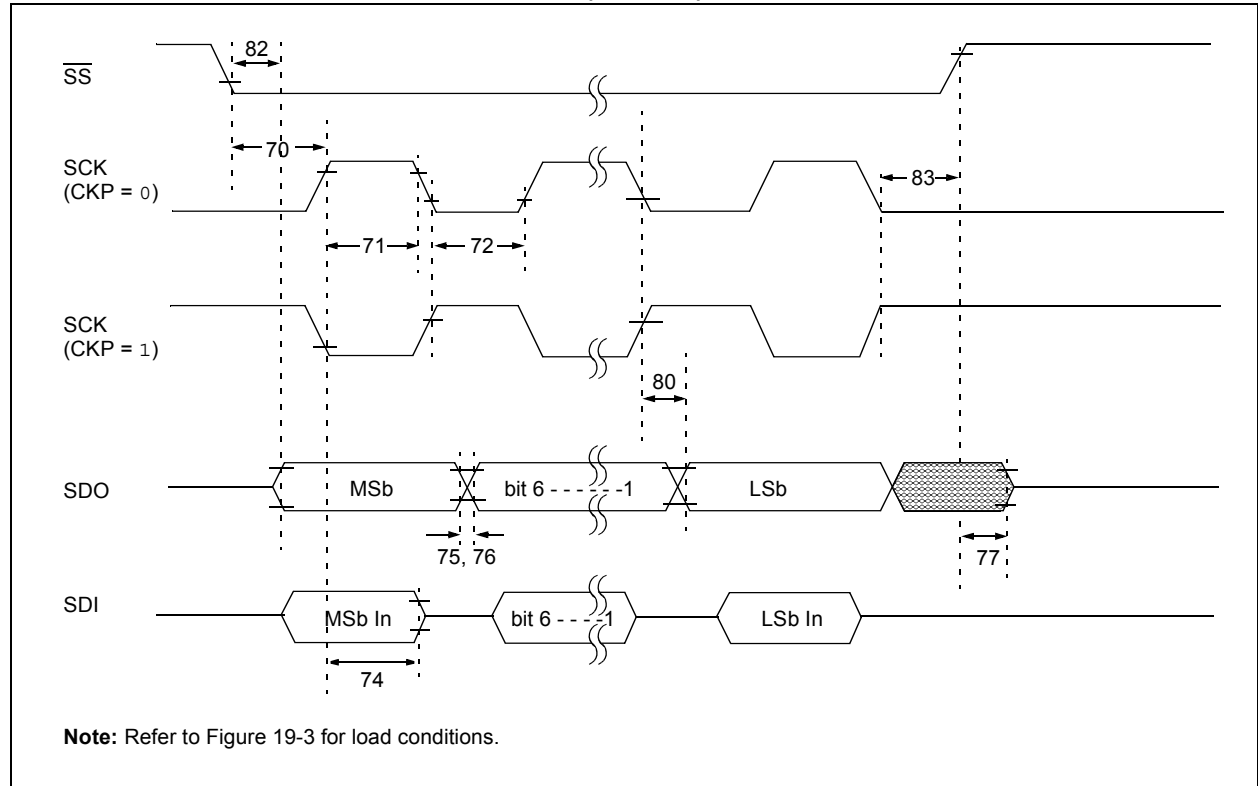 82
SS
70
SCK
(CKP = 0)
83
71
72
SCK
(CKP = 1)
80
SDO
MSb
bit 6 - - - - - -1
LSb
75, 76
77
SDI
MSb In
bit 6 - - - -1
LSb In
74
Note: Refer to Figure 19-3 for load conditions.